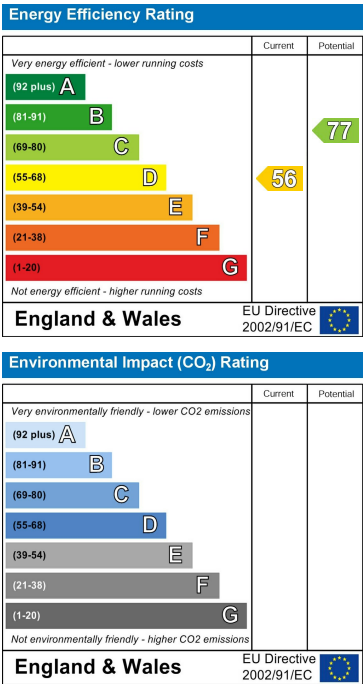 Energy Efficiency Rating
Current Potential
Very energy efficient - lower running costs
(92 plus) A
(81-91) B
(69-80) C
(55-68) D
(39-54) E
(21-38) F
(1-20) G
56
77
Not energy efficient - higher running costs
England & Wales
EU Directive
2002/91/EC
Environmental Impact (CO₂) Rating
Current Potential
Very environmentally friendly - lower CO2 emissions
(92 plus) A
(81-91) B
(69-80) C
(55-68) D
(39-54) E
(21-38) F
(1-20) G
Not environmentally friendly - higher CO2 emissions
England & Wales
EU Directive
2002/91/EC